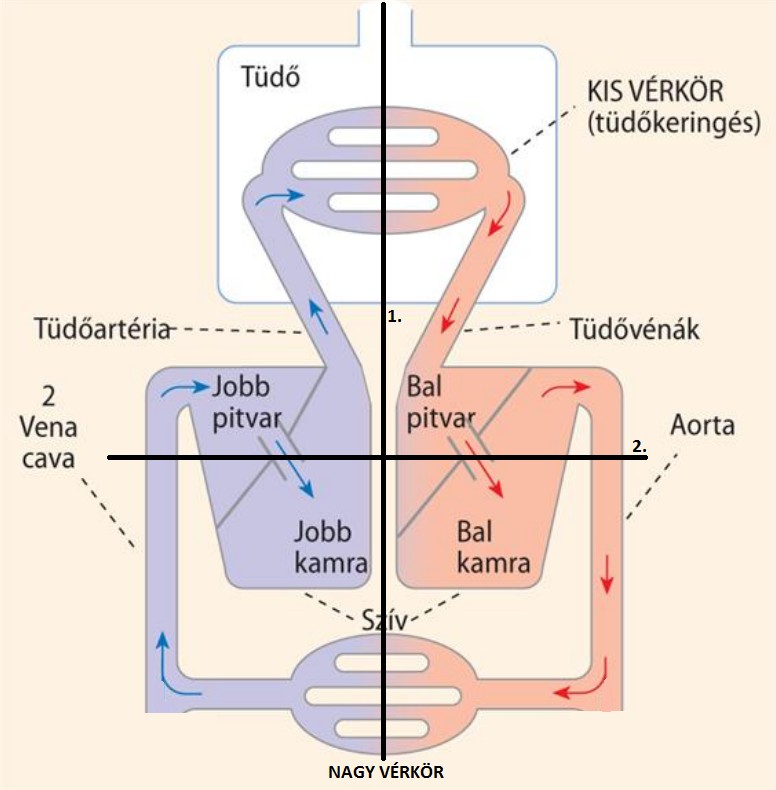 Tüdő
KIS VÉRKÖR
(tüdőkeringés)
1.
Tüdőartéria
Tüdővénák
2
Vena
cava
Jobb
pitvar
Bal
pitvar
Aorta
2.
Jobb
kamra
Bal
kamra
Szív
NAGY VÉRKÖR